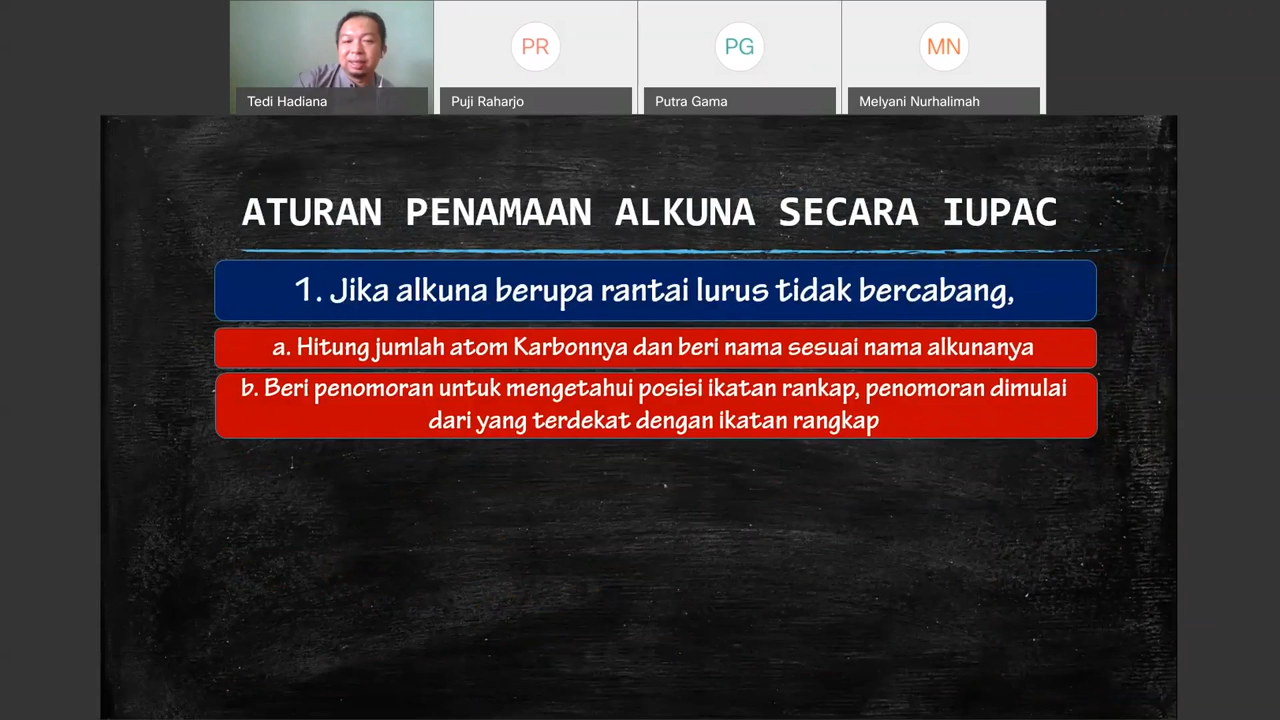 PR
PG
MN
Tedi Hadiana
Puji Raharjo
Putra Gama
Melyani Nurhalimah
ATURAN PENAMAAN ALKUNA SECARA IUPAC
1. Jika alkuna berupa rantai lurus tidak bercabang,
a. Hitung jumlah atom Karbonnya dan beri nama sesuai nama alkunanya
b. Beri penomoran untuk mengetahui posisi ikatan rankap, penomoran dimulai
dari yang terdekat dengan ikatan rangkap